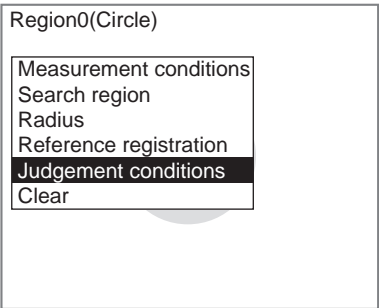 Region0(Circle)
Measurement conditions
Search region
Radius
Reference registration
Judgement conditions
Clear